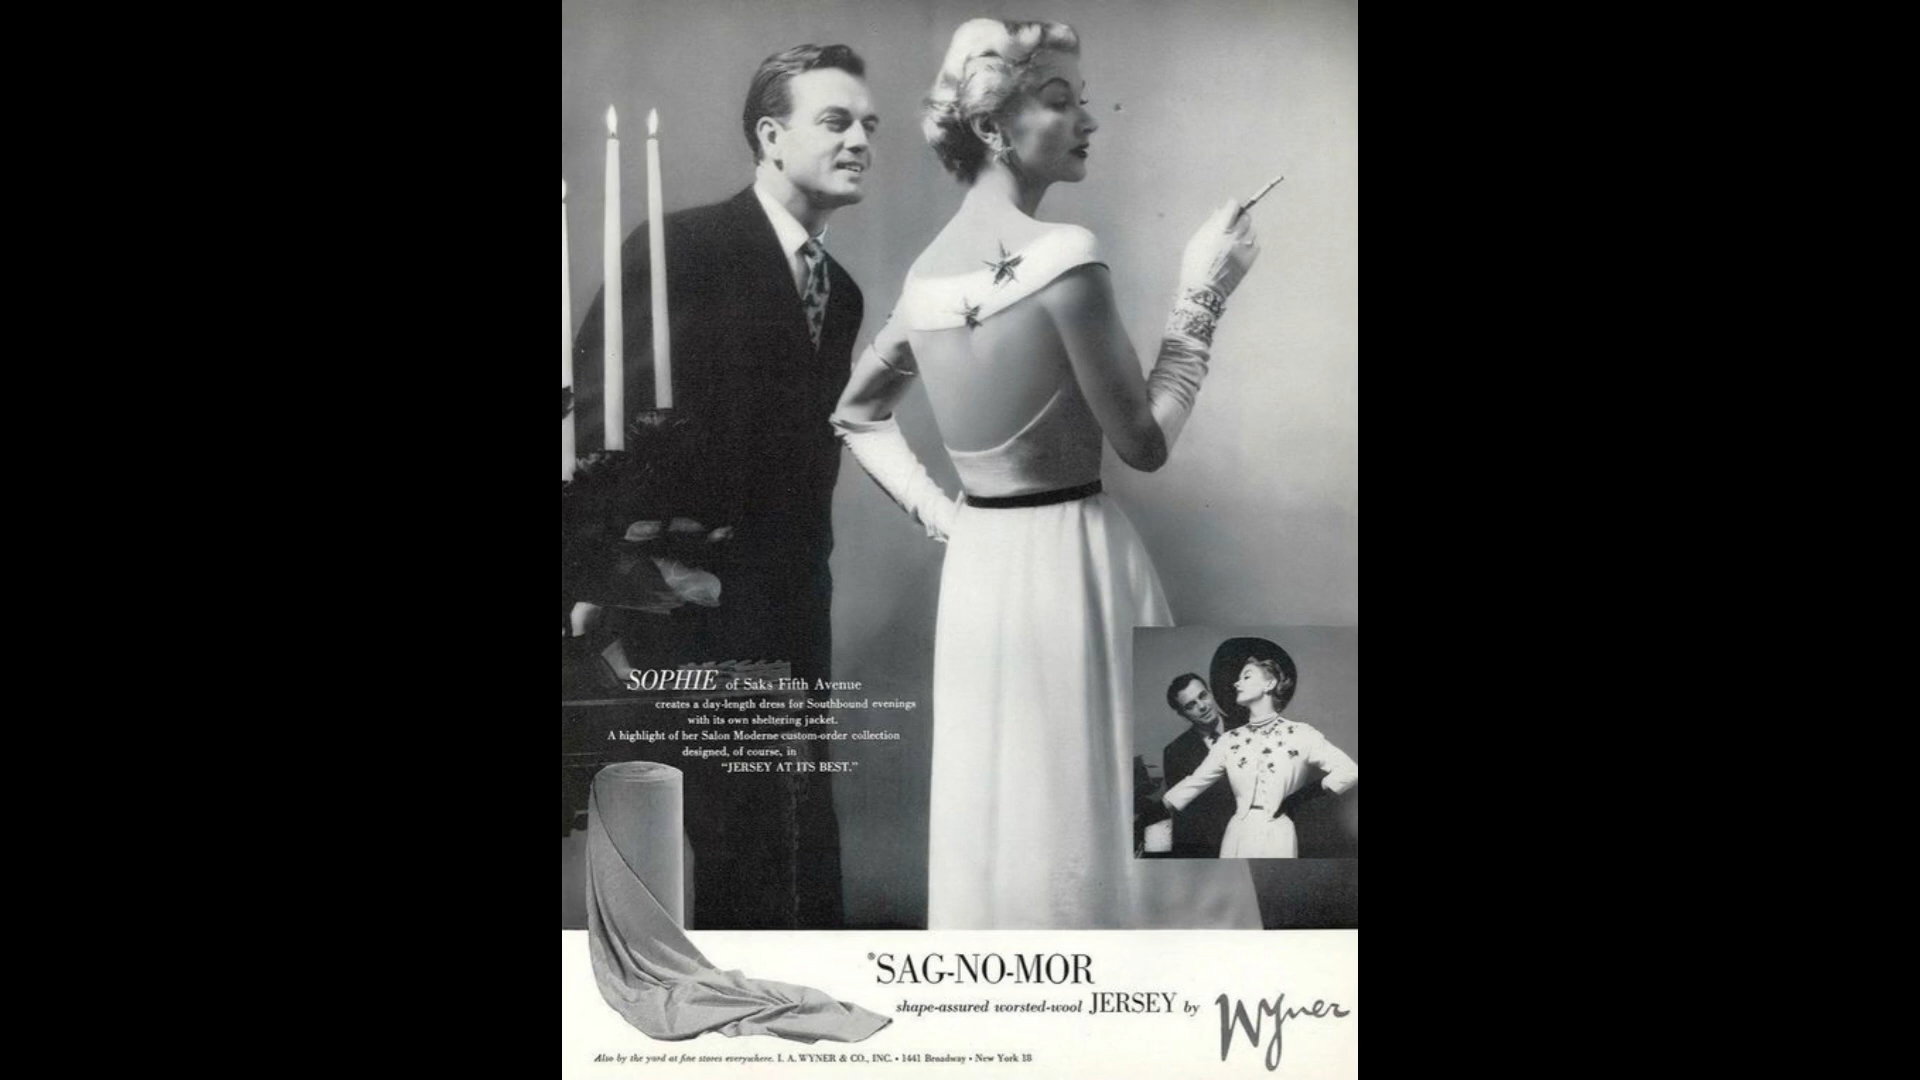 SOPHIE of Saks Fifth Avenue
creates a day-length dress for Southbound evenings
with its own sheltering jacket.
A highlight of her Salon Moderne custom-order collection
designed, of course, in
"JERSEY AT ITS BEST."
®SAG-NO-MOR
shape-assured worsted-wool JERSEY by Wyner
Also by the yard at fine stores everywhere. I. A. WYNER & CO., INC. • 1441 Broadway • New York 18